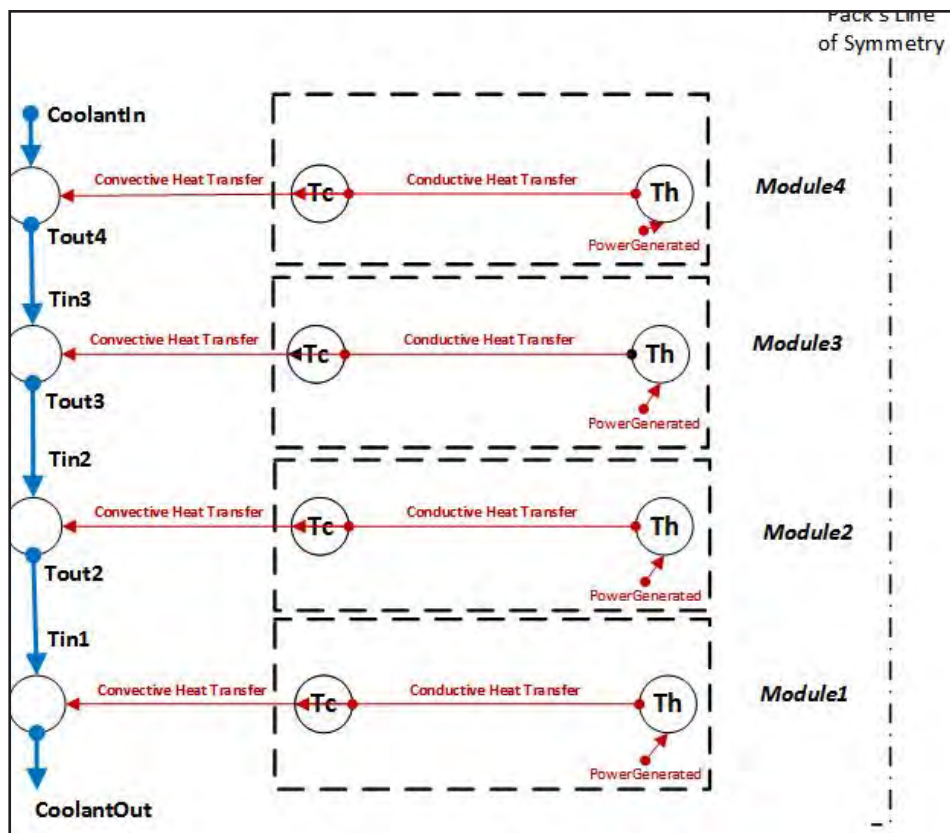 Pack's Line
of Symmetry
CoolantIn
Convective Heat Transfer
Tc
Conductive Heat Transfer
Th
PowerGenerated
Module4
Tout4
Tin3
Convective Heat Transfer
Tc
Conductive Heat Transfer
Th
PowerGenerated
Module3
Tout3
Tin2
Convective Heat Transfer
Tc
Conductive Heat Transfer
Th
PowerGenerated
Module2
Tout2
Tin1
Convective Heat Transfer
Tc
Conductive Heat Transfer
Th
PowerGenerated
Module1
CoolantOut